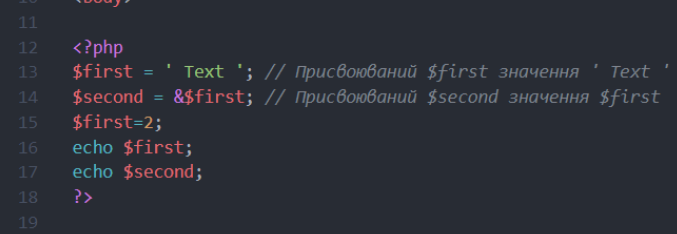 10 <body>
11
12 <?php
13 $first = ' Text '; // Присвоюваний $first значення ' Text '
14 $second = &$first; // Присвоюваний $second значення $first
15 $first=2;
16 echo $first;
17 echo $second;
18 ?>
19